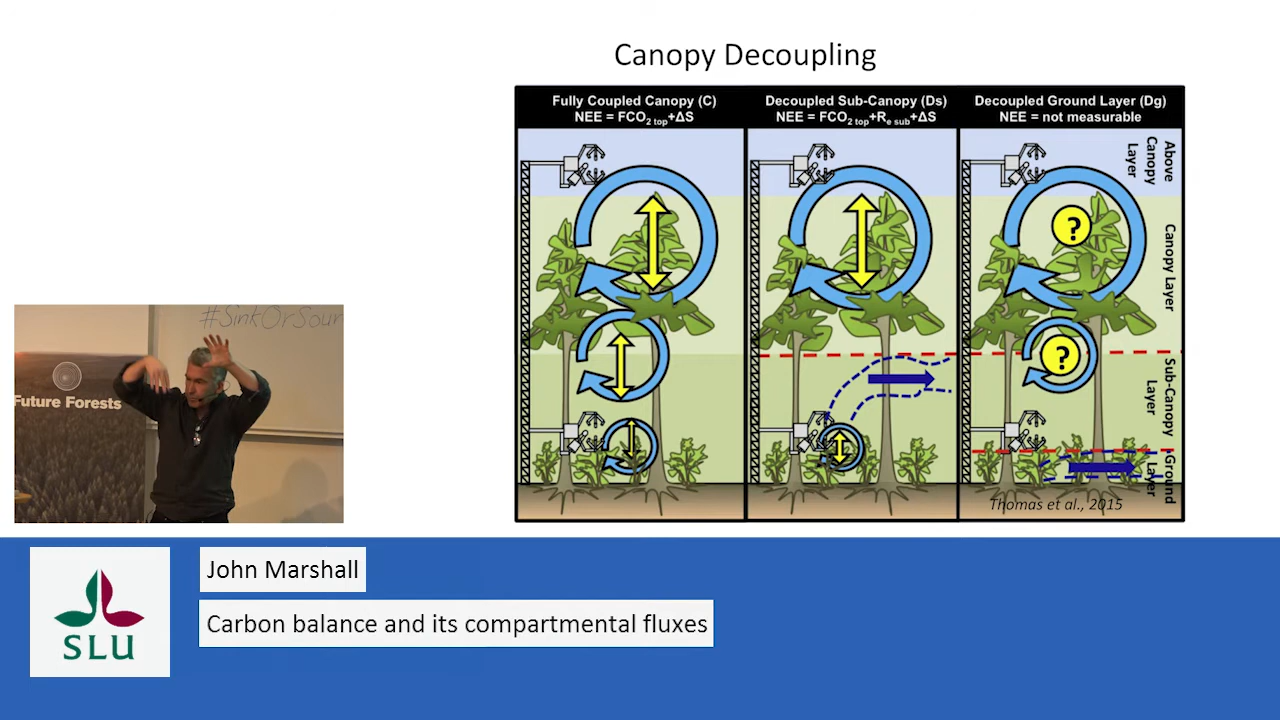 Canopy Decoupling
Fully Coupled Canopy (C)
NEE = FCO2 top+ΔS
Decoupled Sub-Canopy (Ds)
NEE = FCO2 top+Re sub+ΔS
Decoupled Ground Layer (Dg)
NEE = not measurable
Above
Canopy
Layer
Canopy Layer
Sub-Canopy
Layer
Ground
Layer
?
?
Thomas et al., 2015
#SinkOrSour
Future Forests
SLU
John Marshall
Carbon balance and its compartmental fluxes